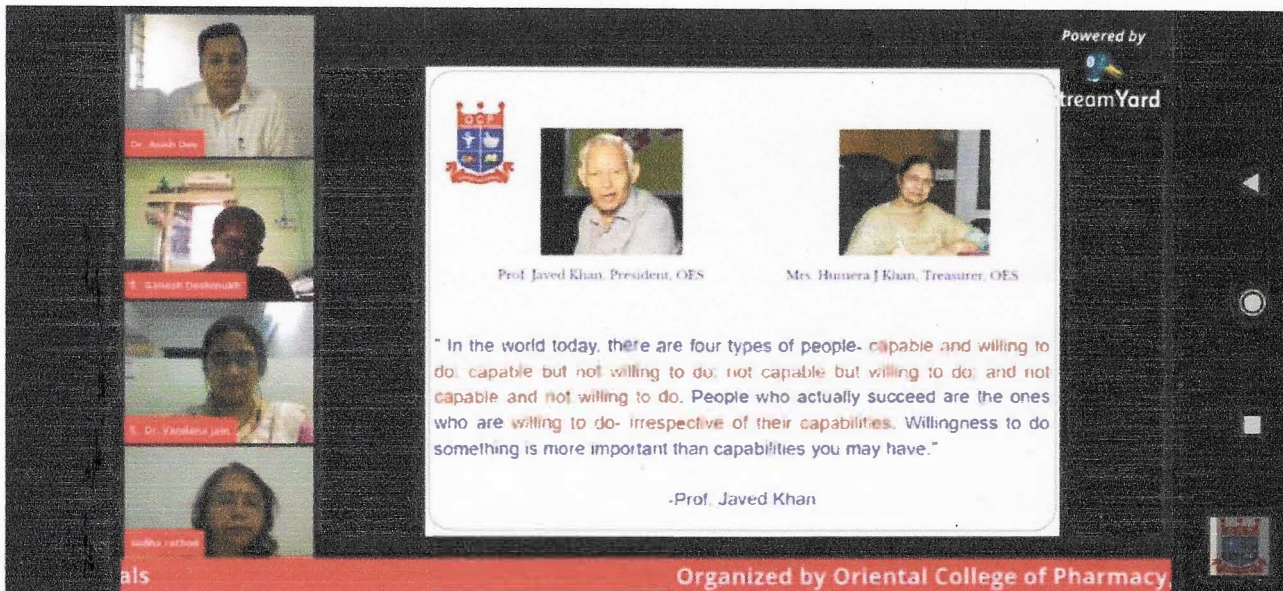 Powered by
treamYard
Dr. Asish Dev
S. Ganesh Deshmukh
S. Dr. Vandana Jain
sudha rathod
OCP
Prof. Javed Khan, President, OES
Mrs. Humera J Khan, Treasurer, OES
" In the world today, there are four types of people- capable and willing to
do; capable but not willing to do; not capable but willing to do; and not
capable and not willing to do. People who actually succeed are the ones
who are willing to do- irrespective of their capabilities. Willingness to do
something is more important than capabilities you may have."
-Prof. Javed Khan
als
Organized by Oriental College of Pharmacy,